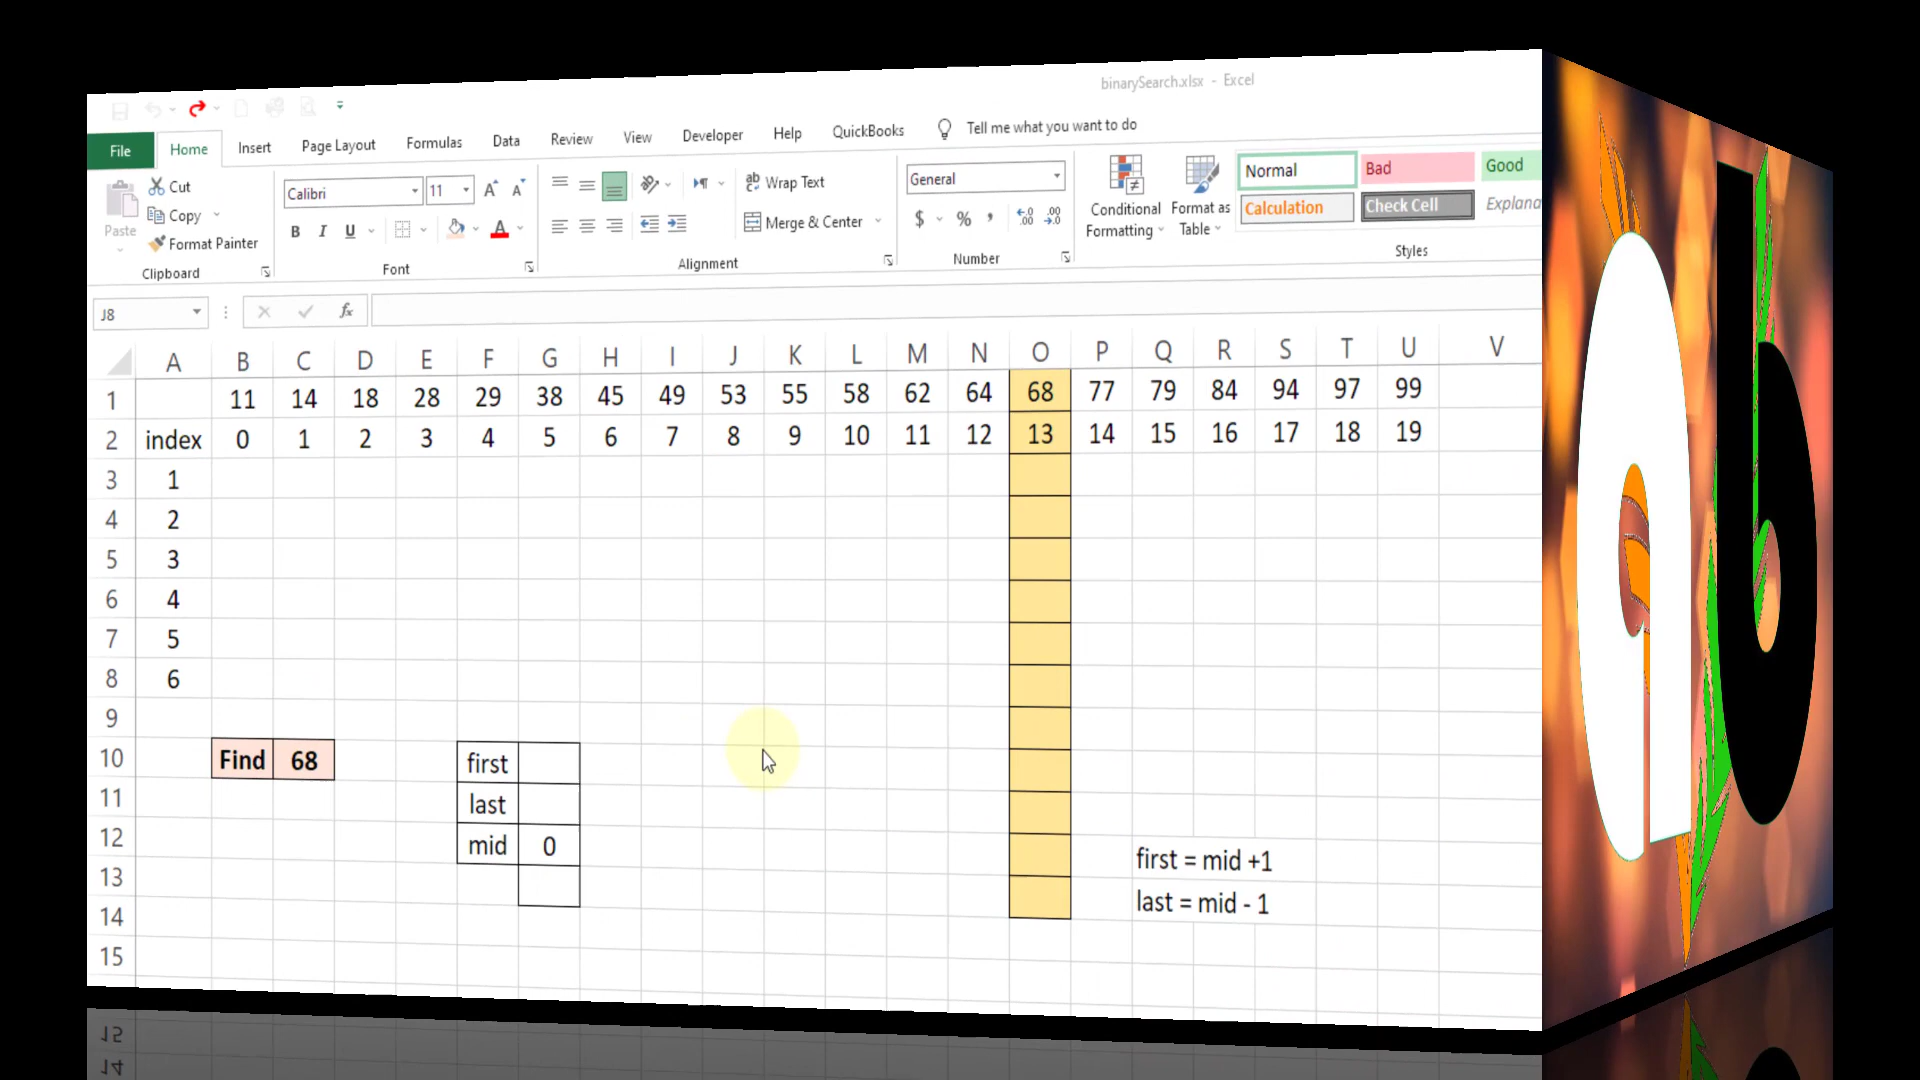 binarySearch.xlsx - Excel
File Home Insert Page Layout Formulas Data Review View Developer Help QuickBooks Tell me what you want to do
Paste
Cut
Copy
Format Painter
Clipboard
Calibri 11
B I U A
Font
ab Wrap Text
Merge & Center
Alignment
General
$ % ,
Number
Conditional Formatting
Format as Table
Normal Bad Good
Calculation Check Cell Explana
Styles
J8 fx
A B C D E F G H I J K L M N O P Q R S T U V
1 11 14 18 28 29 38 45 49 53 55 58 62 64 68 77 79 84 94 97 99
2 index 0 1 2 3 4 5 6 7 8 9 10 11 12 13 14 15 16 17 18 19
3 1
4 2
5 3
6 4
7 5
8 6
9
10 Find 68 first
11 last
12 mid 0 first = mid +1
13 last = mid - 1
14
15
a b